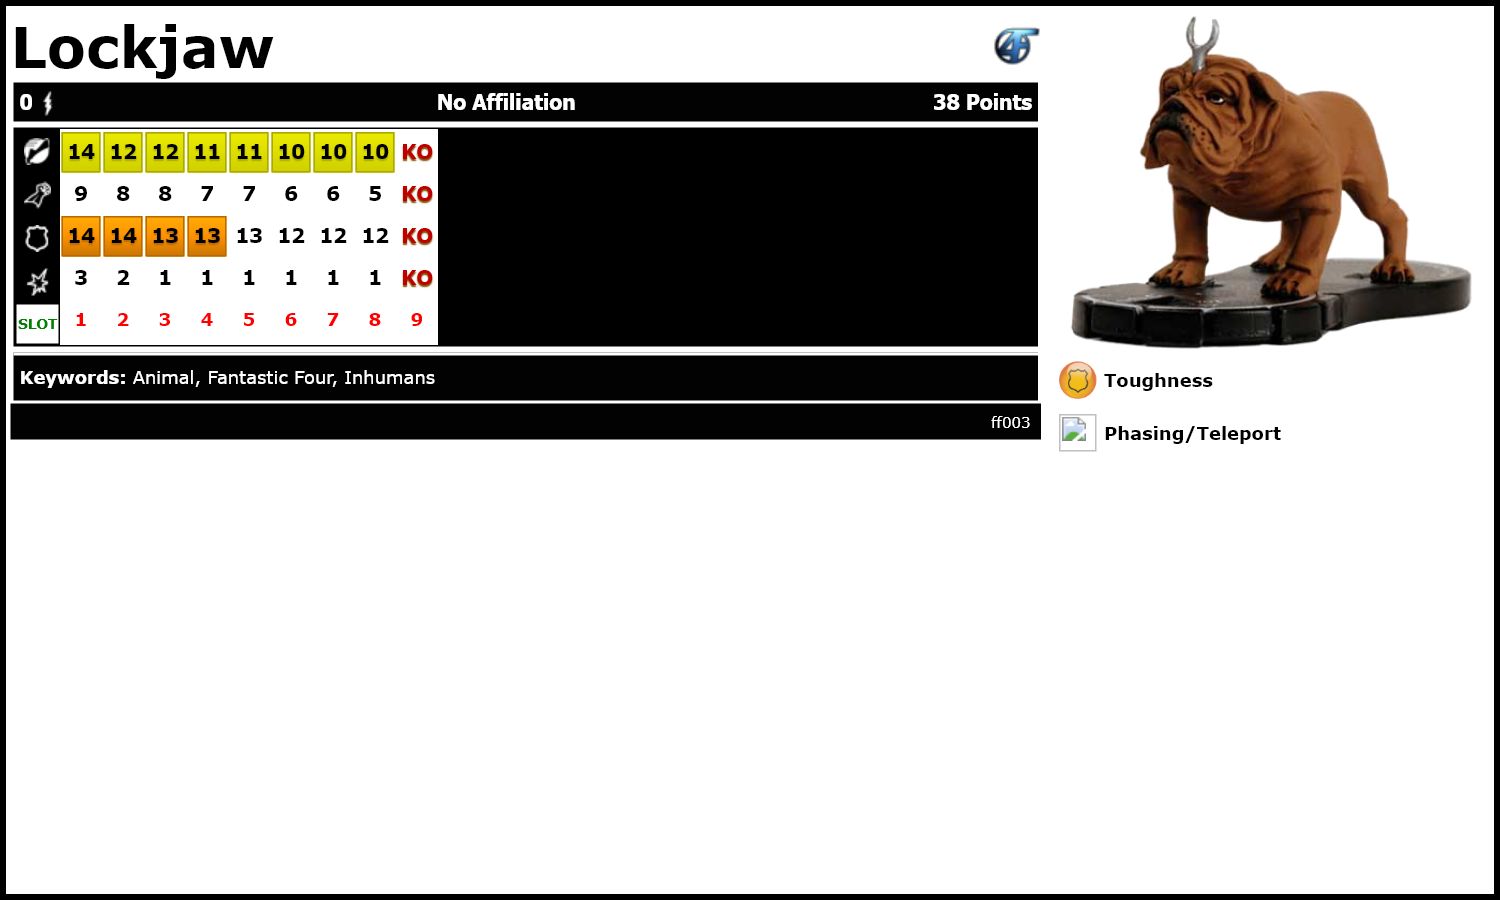 Lockjaw
0 No Affiliation 38 Points
14 12 12 11 11 10 10 10 KO
9 8 8 7 7 6 6 5 KO
14 14 13 13 13 12 12 12 KO
3 2 1 1 1 1 1 1 KO
SLOT 1 2 3 4 5 6 7 8 9
Keywords: Animal, Fantastic Four, Inhumans
ff003
4
Toughness
Phasing/Teleport